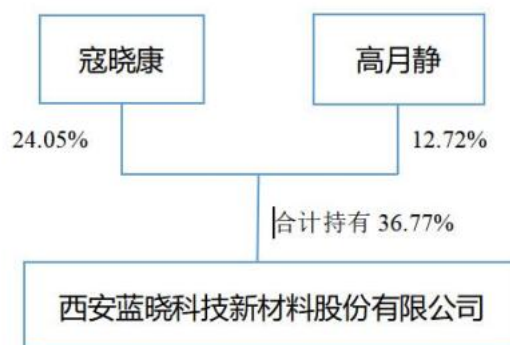 寇晓康
高月静
24.05%
12.72%
合计持有 36.77%
西安蓝晓科技新材料股份有限公司